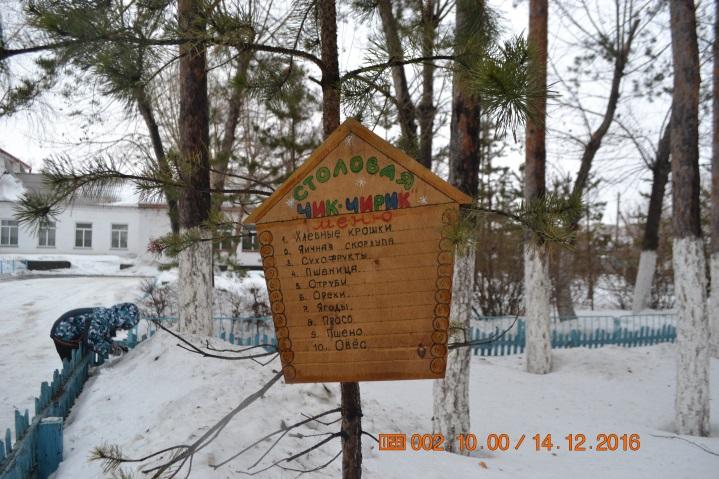 СТОЛОВАЯ
ЧИК-ЧИРИК
МЕНЮ
1. ХЛЕБНЫЕ КРОШКИ
2. ЯИЧНАЯ СКОРЛУПА
3. СУХОФРУКТЫ.
4. ПШЕНИЦА.
5. ОТРУБИ.
6. ОРЕХИ.
7. ЯГОДЫ.
8. ПРОСО
9. ПШЕНО
10. ОВЁС
002 10.00 / 14.12.2016